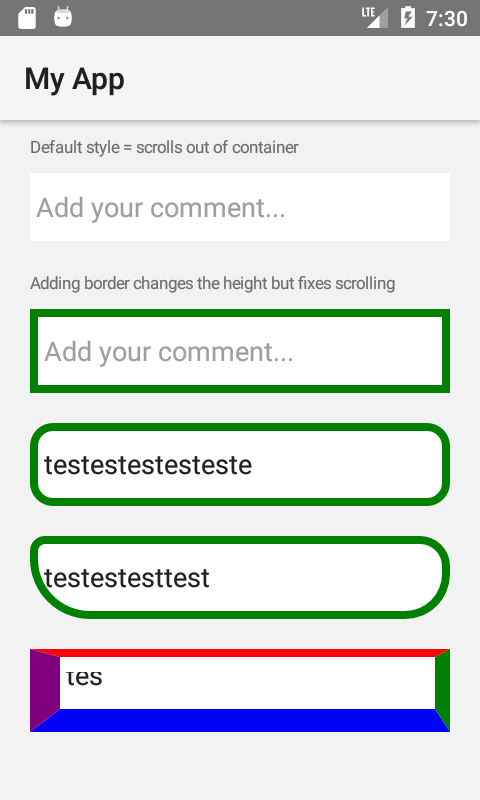 LTE 7:30
My App
Default style = scrolls out of container
Add your comment...
Adding border changes the height but fixes scrolling
Add your comment...
testestestesteste
testestesttest
tes